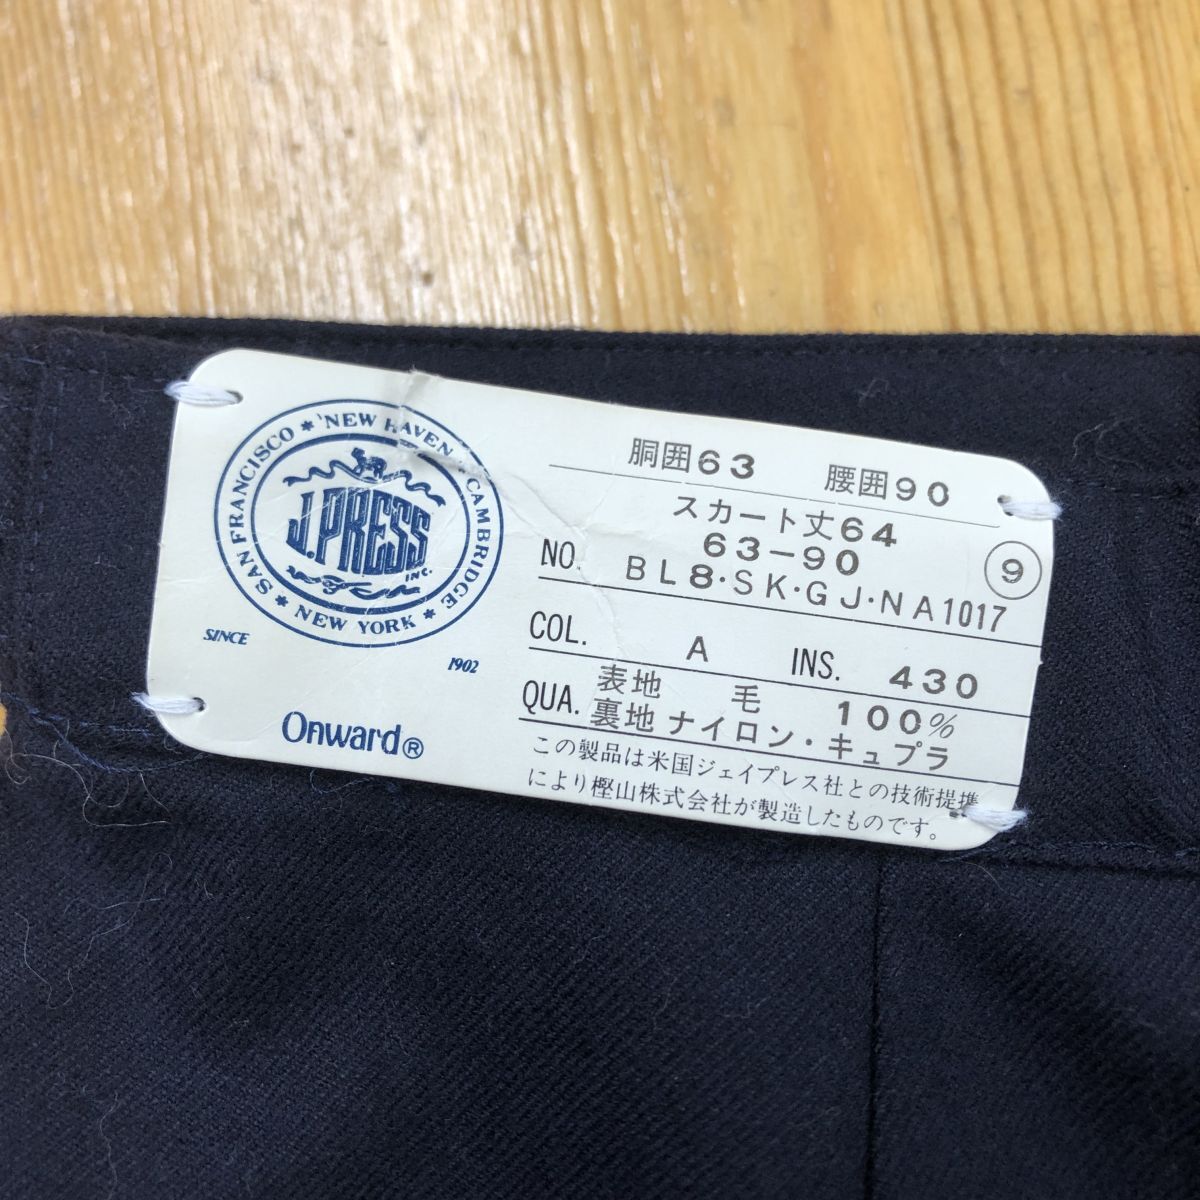 SAN FRANCISCO * NEW HAVEN * CAMBRIDGE * NEW YORK *
J.PRESS
INC.
SINCE
1902
Onward®
胴囲63 腰囲90
スカート丈64
63-90
NO. BL8・SK・GJ・NA1017
⑨
COL. A INS. 430
QUA. 表地 毛 100%
裏地 ナイロン・キュプラ
この製品は米国ジェイプレス社との技術提携
により樫山株式会社が製造したものです。